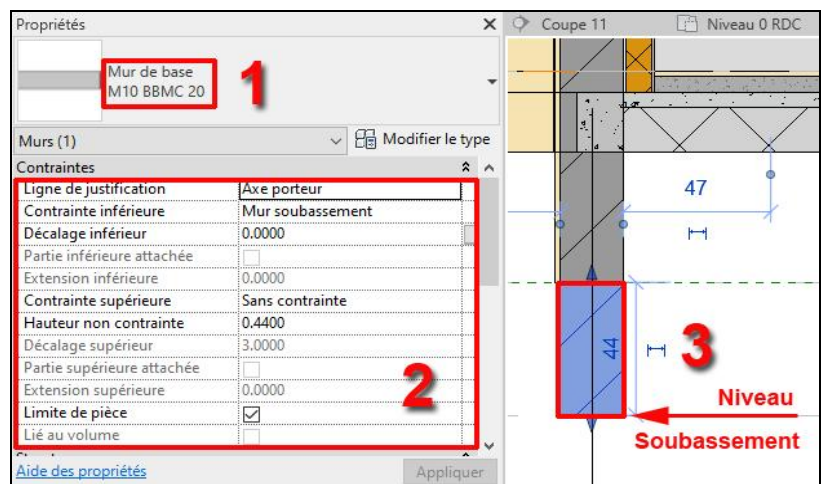 Propriétés
Mur de base
M10 BBMC 20
1
Murs (1)
Modifier le type
Contraintes
Ligne de justification Axe porteur
Contrainte inférieure Mur soubassement
Décalage inférieur 0.0000
Partie inférieure attachée
Extension inférieure 0.0000
Contrainte supérieure Sans contrainte
Hauteur non contrainte 0.4400
Décalage supérieur 3.0000
Partie supérieure attachée
Extension supérieure 0.0000
Limite de pièce
Lié au volume
2
Aide des propriétés
Appliquer
Coupe 11
Niveau 0 RDC
47
44
3
Niveau
Soubassement